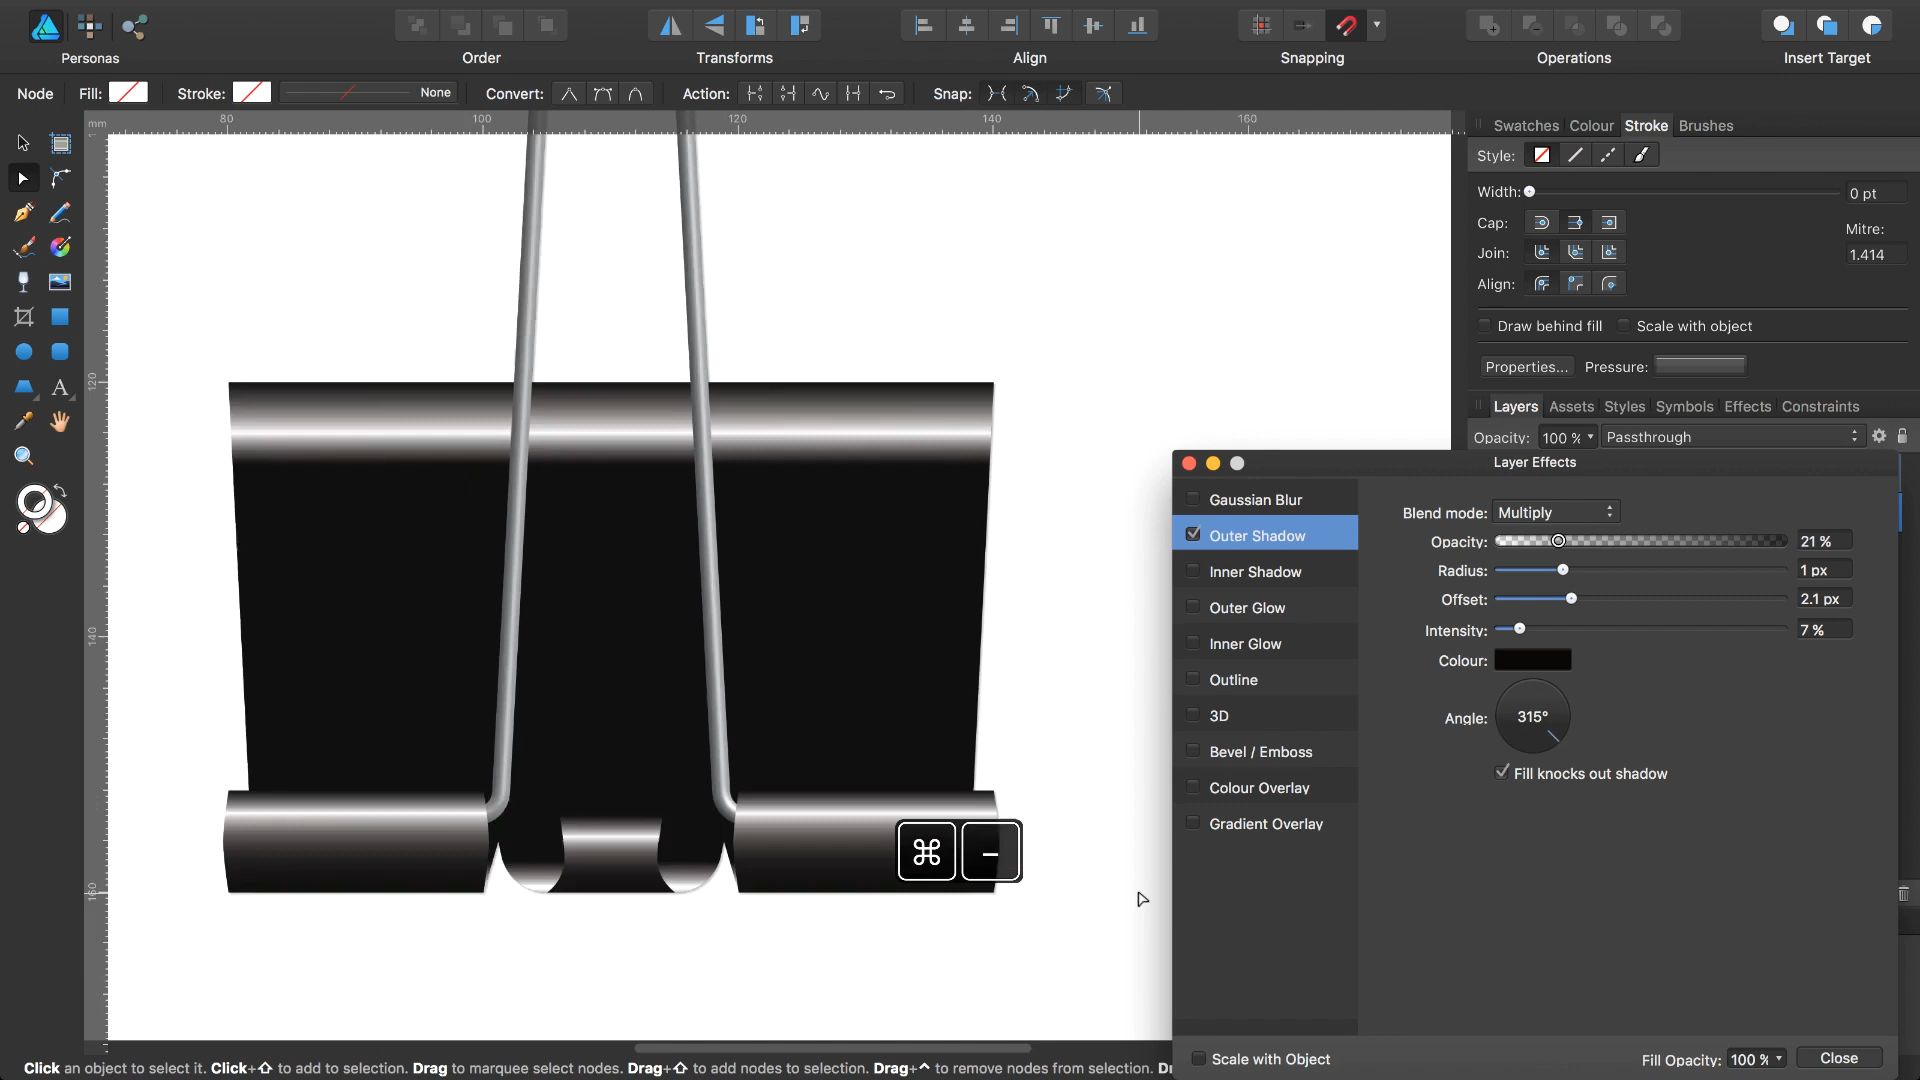 Personas
Order
Transforms
Align
Snapping
Operations
Insert Target
Node Fill: Stroke: None Convert: Action: Snap:
mm 80 100 120 140 160
Swatches Colour Stroke Brushes
Style:
Width: 0 pt
Cap:
Mitre:
Join: 1.414
Align:
Draw behind fill Scale with object
Properties... Pressure:
Layers Assets Styles Symbols Effects Constraints
Opacity: 100 % Passthrough
120
140
160
A
Layer Effects
Gaussian Blur
Outer Shadow
Inner Shadow
Outer Glow
Inner Glow
Outline
3D
Bevel / Emboss
Colour Overlay
Gradient Overlay
Blend mode: Multiply
Opacity: 21 %
Radius: 1 px
Offset: 2.1 px
Intensity: 7 %
Colour:
Angle: 315°
Fill knocks out shadow
⌘ –
Scale with Object
Fill Opacity: 100 % Close
Click an object to select it. Click+⇧ to add to selection. Drag to marquee select nodes. Drag+⇧ to add nodes to selection. Drag+⌃ to remove nodes from selection.